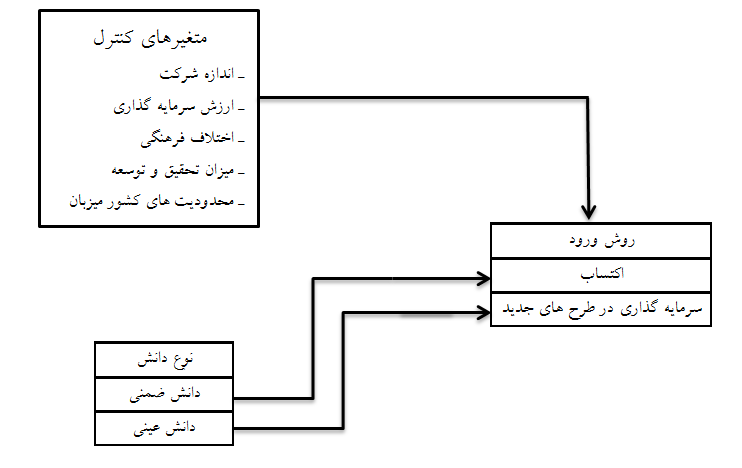 متغیرهای کنترل
ـ اندازه شرکت
ـ ارزش سرمایه گذاری
ـ اختلاف فرهنگی
ـ میزان تحقیق و توسعه
ـ محدودیت های کشور میزبان
روش ورود
اکتساب
سرمایه گذاری در طرح های جدید
نوع دانش
دانش ضمنی
دانش عینی